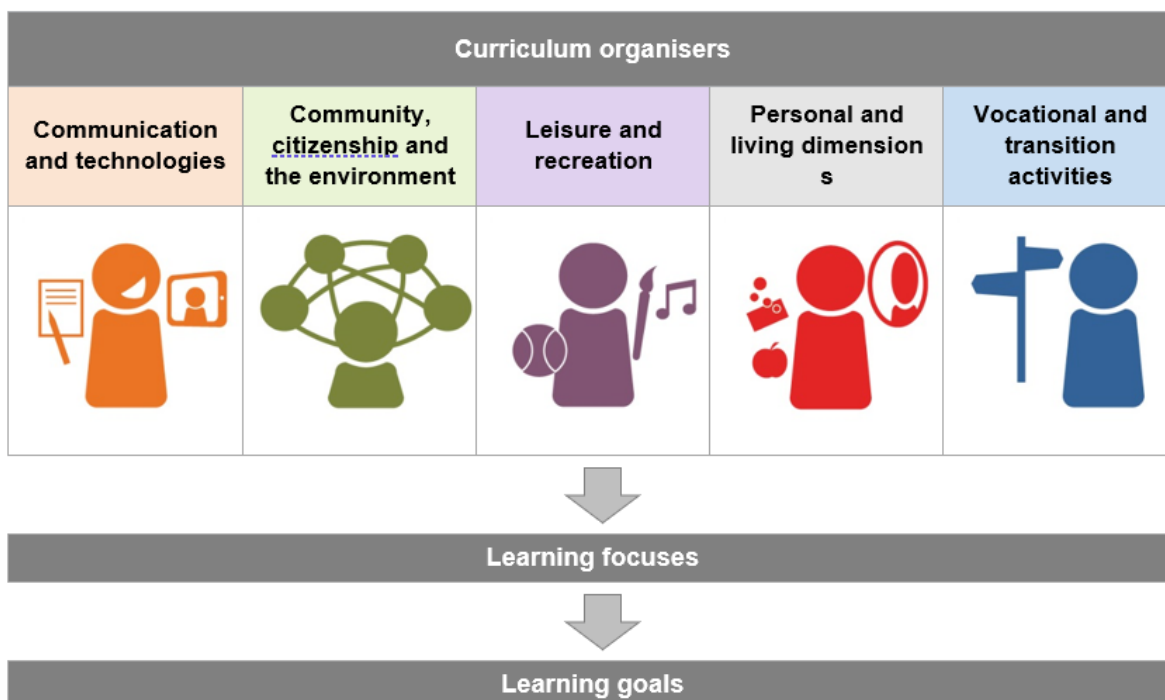 Curriculum organisers
Communication
and technologies
Community,
citizenship and
the environment
Leisure and
recreation
Personal and
living dimension
s
Vocational and
transition
activities
Learning focuses
Learning goals